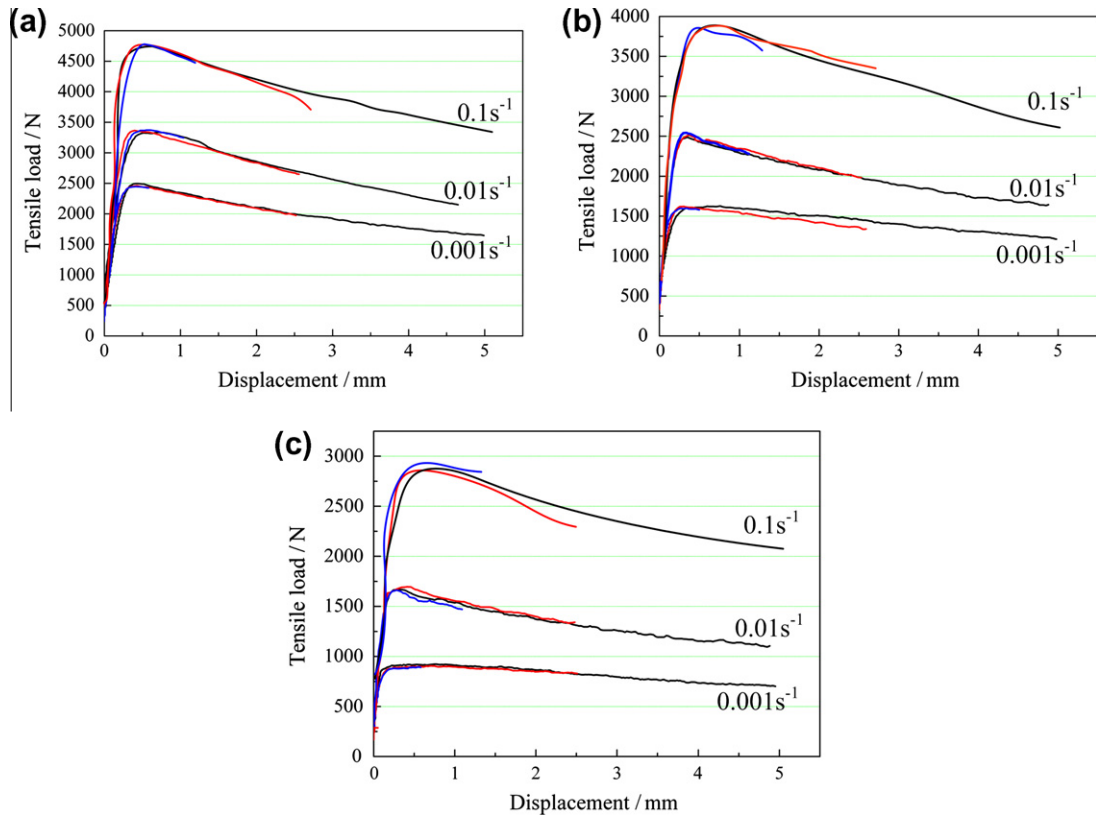 (a)
5000
4500
4000
3500
3000
2500
2000
1500
1000
500
0
Tensile load / N
0.1s⁻¹
0.01s⁻¹
0.001s⁻¹
0 1 2 3 4 5
Displacement / mm
(b)
4000
3500
3000
2500
2000
1500
1000
500
0
Tensile load / N
0.1s⁻¹
0.01s⁻¹
0.001s⁻¹
0 1 2 3 4 5
Displacement / mm
(c)
3000
2500
2000
1500
1000
500
0
Tensile load / N
0.1s⁻¹
0.01s⁻¹
0.001s⁻¹
0 1 2 3 4 5
Displacement / mm